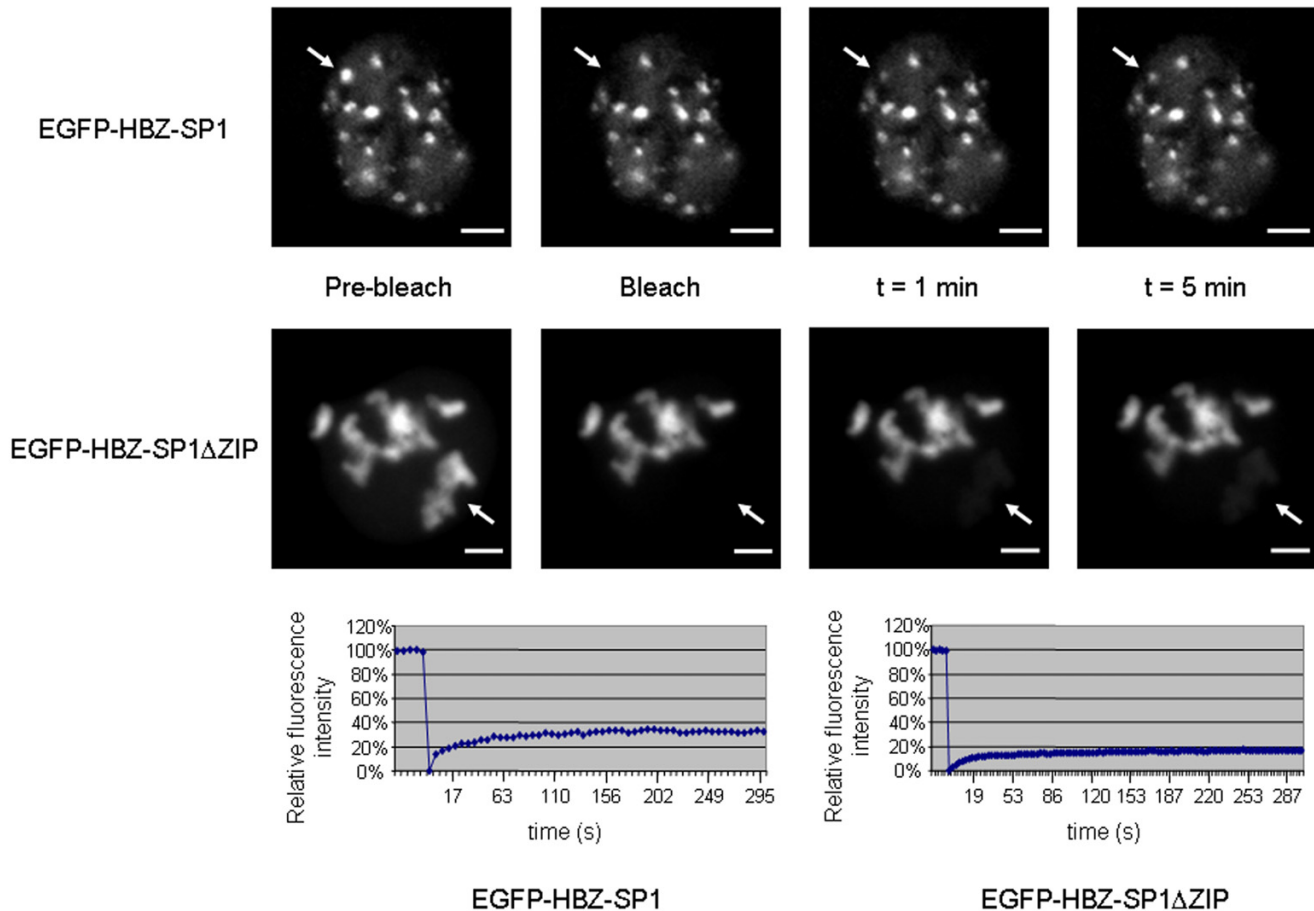 EGFP-HBZ-SP1
Pre-bleach
Bleach
t = 1 min
t = 5 min
EGFP-HBZ-SP1ΔZIP
Relative fluorescence
intensity
120%
100%
80%
60%
40%
20%
0%
17 63 110 156 202 249 295
time (s)
EGFP-HBZ-SP1
Relative fluorescence
intensity
120%
100%
80%
60%
40%
20%
0%
19 53 86 120 153 187 220 253 287
time (s)
EGFP-HBZ-SP1ΔZIP